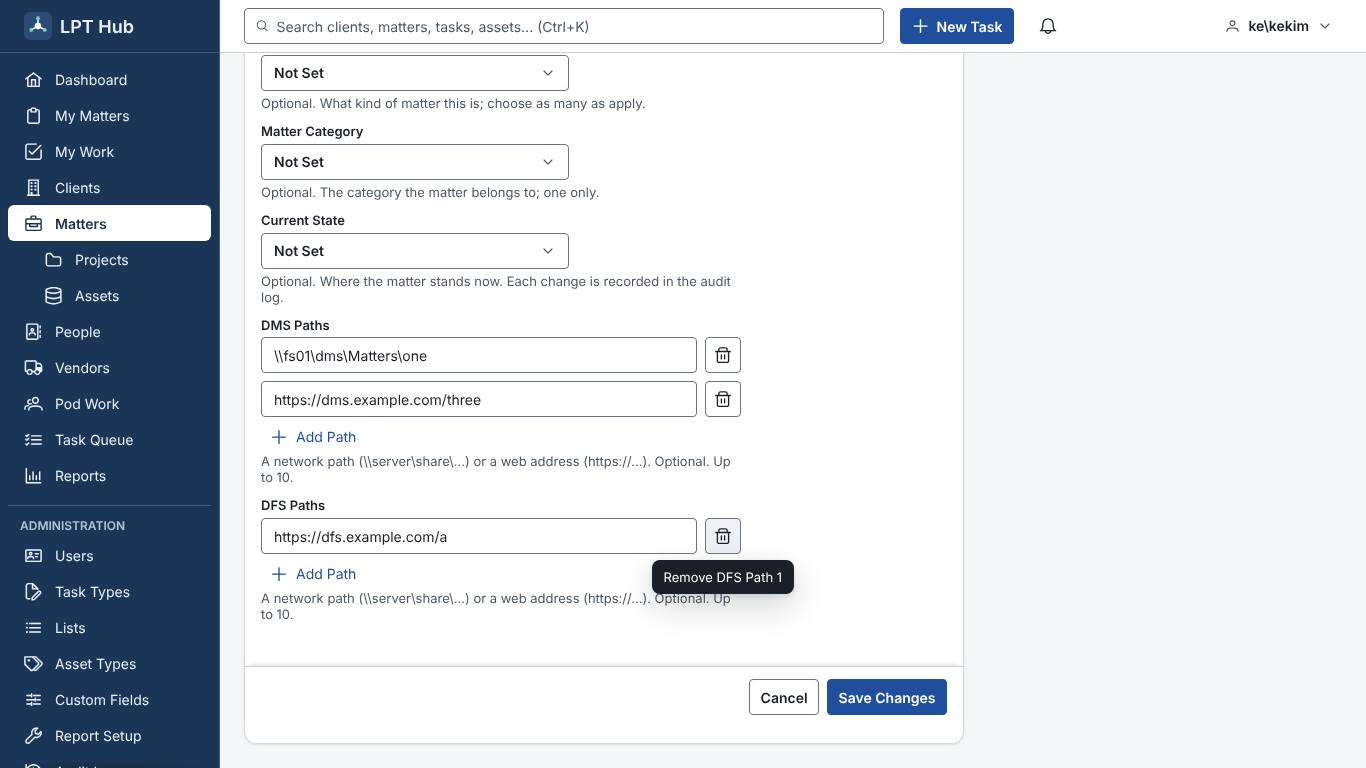 LPT Hub
Search clients, matters, tasks, assets... (Ctrl+K)
New Task
ke\kekim
Dashboard
My Matters
My Work
Clients
Matters
Projects
Assets
People
Vendors
Pod Work
Task Queue
Reports
ADMINISTRATION
Users
Task Types
Lists
Asset Types
Custom Fields
Report Setup
Not Set
Optional. What kind of matter this is; choose as many as apply.
Matter Category
Not Set
Optional. The category the matter belongs to; one only.
Current State
Not Set
Optional. Where the matter stands now. Each change is recorded in the audit
log.
DMS Paths
\\fs01\dms\Matters\one
https://dms.example.com/three
Add Path
A network path (\\server\share\...) or a web address (https://...). Optional. Up
to 10.
DFS Paths
https://dfs.example.com/a
Remove DFS Path 1
Add Path
A network path (\\server\share\...) or a web address (https://...). Optional. Up
to 10.
Cancel
Save Changes